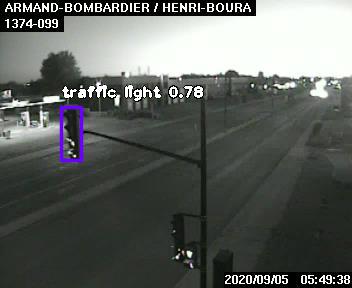 ARMAND-BOMBARDIER / HENRI-BOURA
1374-099
traffic light 0.78
2020/09/05 05:49:38